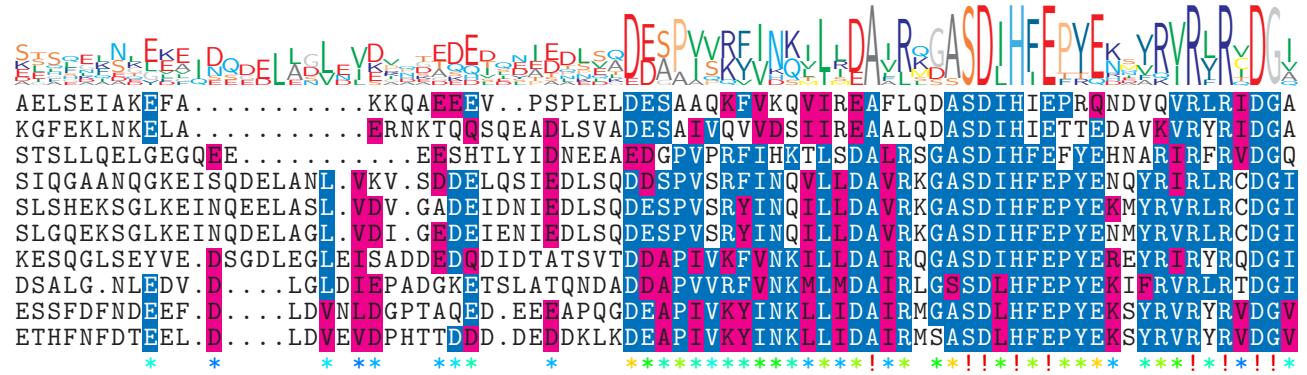 AELSEIAKEFA...........KKQAEEEV..PSPLELDESAAQKFVKQVIREAFLQDASDIHIEPRQNDVQVRLRIDGA
KGFEKLNKELA...........ERNKTQQSQEADLSVADESAIVQVVDSIIREAALQDASDIHIETTEDAVKVRYRIDGA
STSLLQELGEGQEE...........EESHTLYIDNEEAEDGPVPRFIHKTLSDALRSGASDIHFEFYEHNARIRFRVDGQ
SIQGAANQGKEISQDELANL.VKV.SDDELQSIEDLSQDDSPVSRFINQVLLDAVRKGASDIHFEPYENQYRIRLRCDGI
SLSHEKSGLKEINQEELASL.VDV.GADEIDNIEDLSQDESPVSRYINQILLDAVRKGASDIHFEPYEKMYRVRLRCDGI
SLGQEKSGLKEINQDELAGL.VDI.GEDEIENIEDLSQDESPVSRYINQILLDAVRKGASDIHFEPYENMYRVRLRCDGI
KESQGLSEYVE.DSGDLEGLEISADDEDQDIDTATSVTDDAPIVKFVNKILLDAIRQGASDIHFEPYEREYRIRYRQDGI
DSALG.NLEDV.D....LGLDIEPADGKETSLATQNDADDAPVVRFVNKMLMDAIRLGSSDLHFEPYEKIFRVRLRTDGI
ESSFDFNDEEF.D....LDVNLDGPTAQED.EEEAPQGDEAPIVKYINKLLIDAIRMGASDLHFEPYEKSYRVRYRVDGV
ETHFNFDTEEL.D....LDVEVDPHTTDDD.DEDDKLKDEAPIVKYINKLLIDAIRMSASDLHFEPYEKSYRVRYRVDGV
* * * ** *** * ***************!** **!!*!*!**** ***!*!*!!*